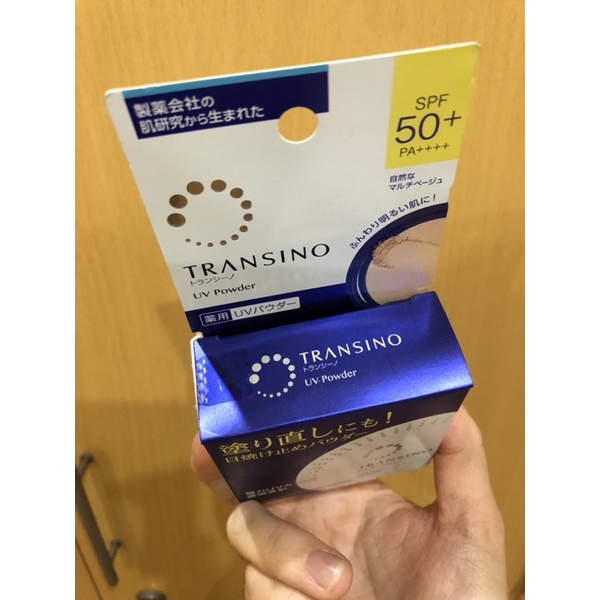 製薬会社の
肌研究から生まれた
SPF
50+
PA++++
自然な
マルチベージュ
ふんわり明るい肌に!
TRANSINO
トランシーノ
UV Powder
薬用 UVパウダー
TRANSINO
トランシーノ
UV Powder
塗り直しにも!
日焼け止めパウダー
TRANSINO